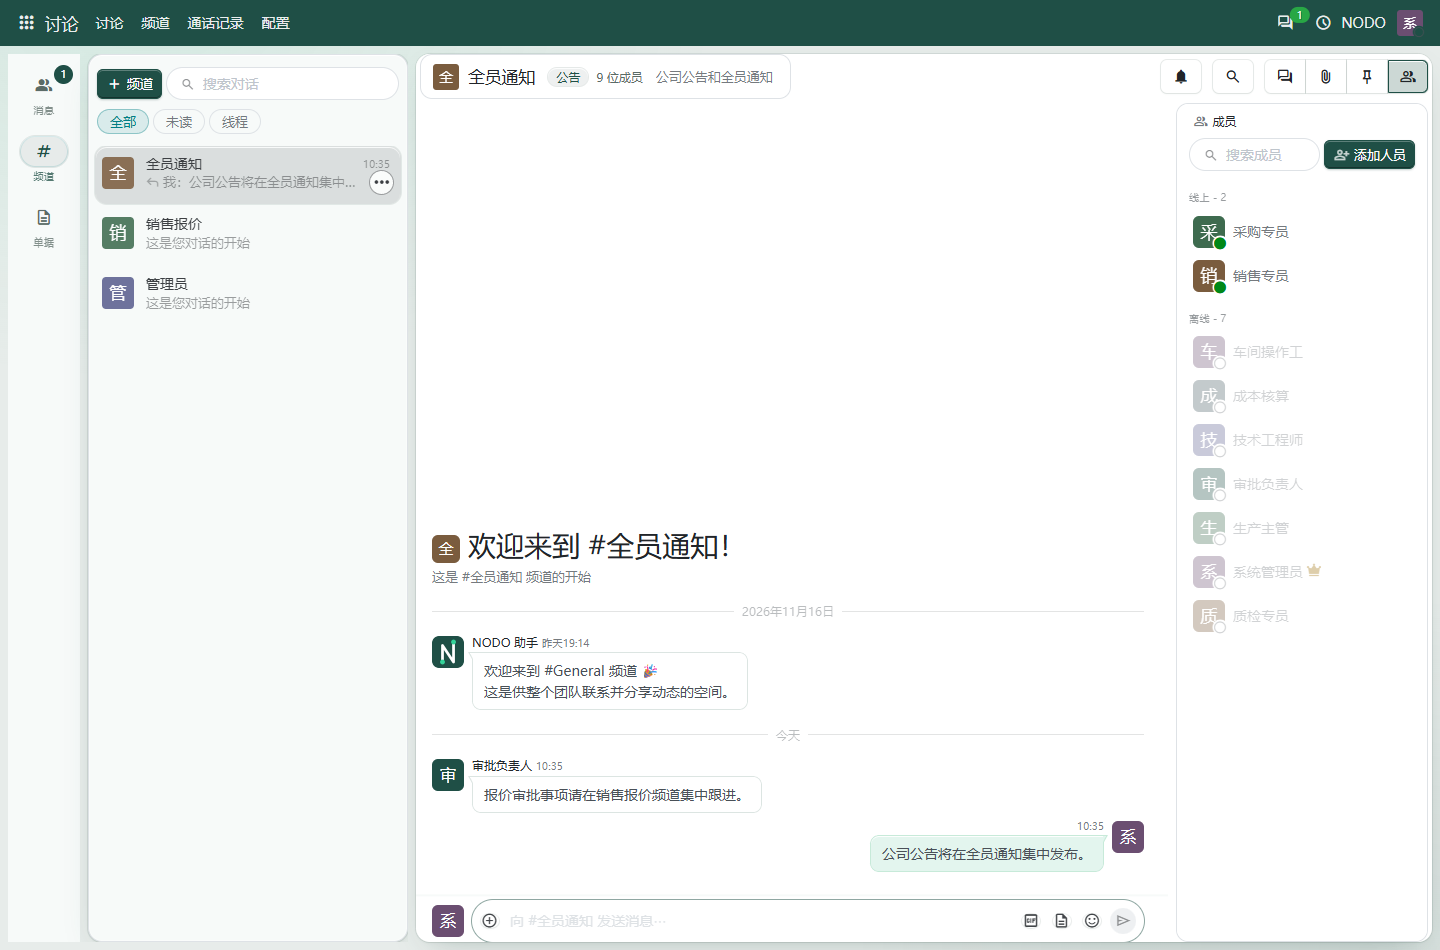 讨论 讨论 频道 通话记录 配置 1 NODO 系
1
消息
频道
单据
频道 搜索对话
全部 未读 线程
全 全员通知 10:35
我：公司公告将在全员通知集中...
销 销售报价
这是您对话的开始
管 管理员
这是您对话的开始
全 全员通知 公告 9 位成员 公司公告和全员通知
全 欢迎来到 #全员通知！
这是 #全员通知 频道的开始
2026年11月16日
NODO 助手 昨天19:14
欢迎来到 #General 频道 🎉
这是供整个团队联系并分享动态的空间。
今天
审 审批负责人 10:35
报价审批事项请在销售报价频道集中跟进。
10:35 系
公司公告将在全员通知集中发布。
系 向 #全员通知 发送消息… GIF
成员
搜索成员 添加人员
线上 - 2
采 采购专员
销 销售专员
离线 - 7
车 车间操作工
成 成本核算
技 技术工程师
审 审批负责人
生 生产主管
系 系统管理员
质 质检专员